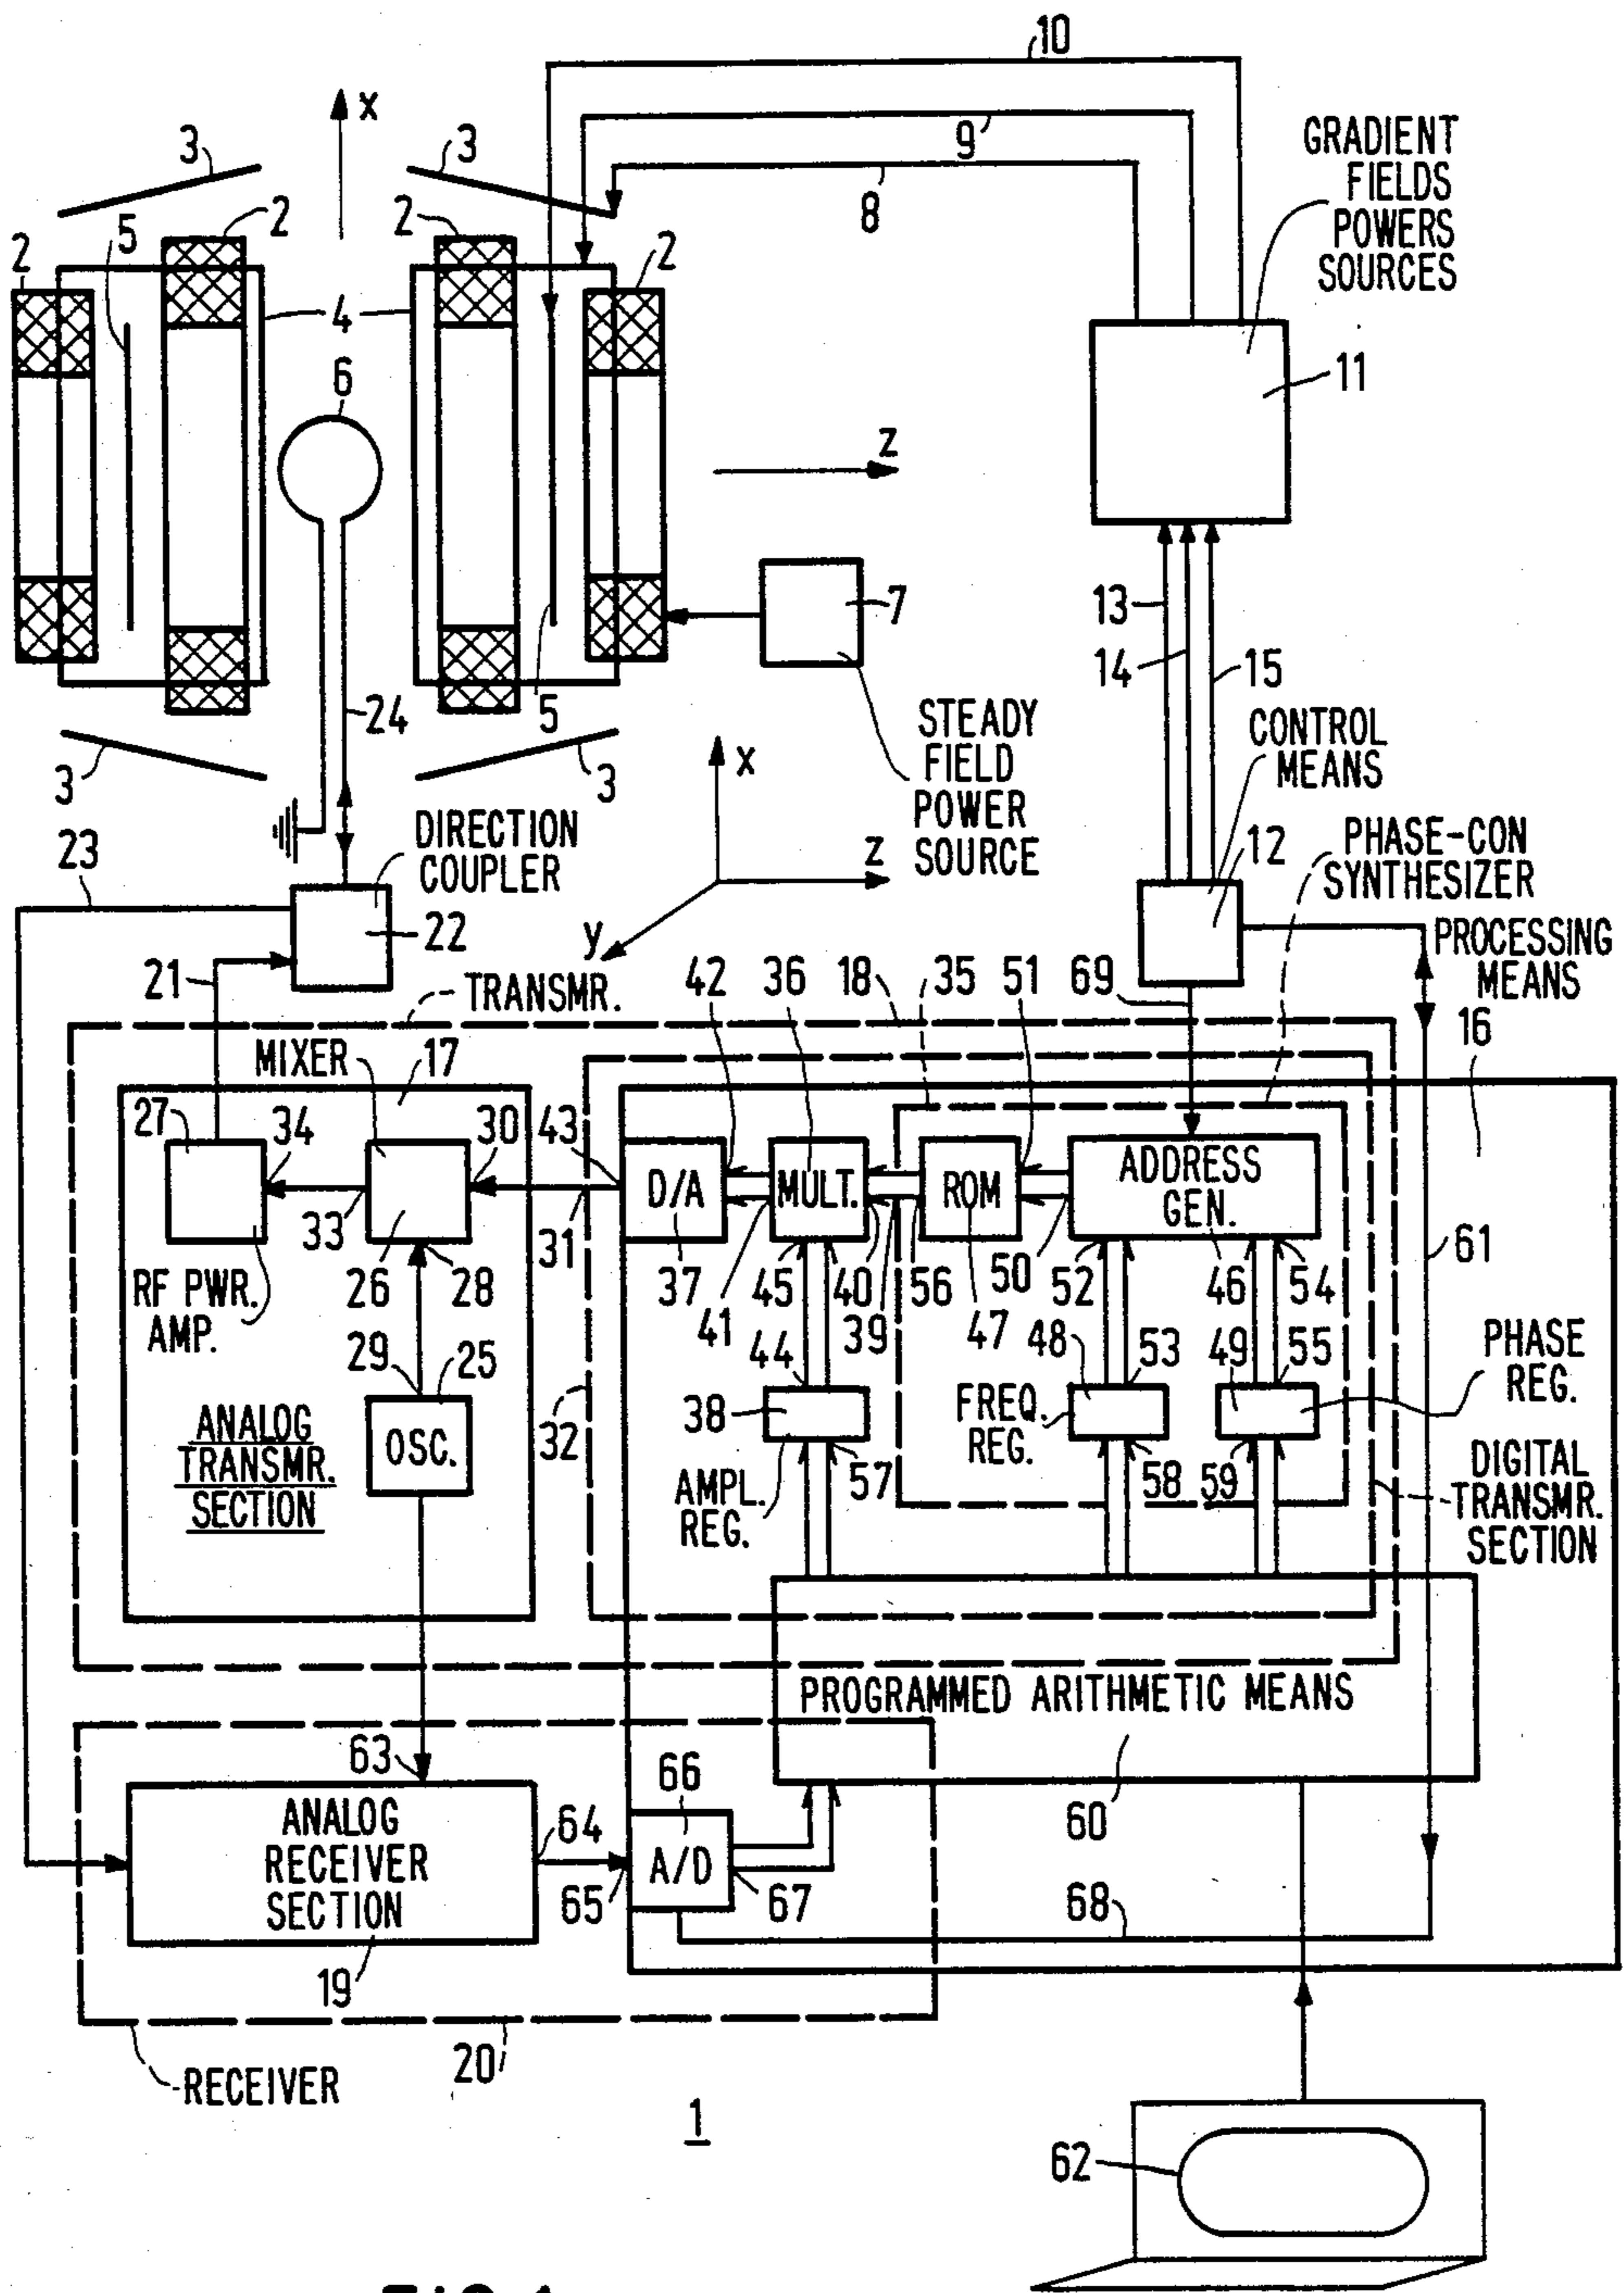 10
x
3
3
9
8
GRADIENT
FIELDS
POWERS
SOURCES
2
5
2
2
2
4
6
11
z
7
13
14
15
24
5
3
3
STEADY
FIELD
POWER
SOURCE
CONTROL
MEANS
x
z
y
DIRECTION
COUPLER
23
22
21
12
PHASE-CON
SYNTHESIZER
PROCESSING
MEANS
16
TRANSMR.
42
36
18
35
51
69
MIXER
17
27
34
30
43
D/A
MULT.
ROM
ADDRESS
GEN.
33
26
28
31
37
41
45
40
39
56
47
50
52
46
54
61
RF PWR.
AMP.
29
25
OSC.
32
44
38
AMPL.
REG.
57
48
FREQ.
REG.
53
58
49
55
59
PHASE
REG.
ANALOG
TRANSMR.
SECTION
DIGITAL
TRANSMR.
SECTION
PROGRAMMED ARITHMETIC MEANS
60
63
ANALOG
RECEIVER
SECTION
19
64
65
66
A/D
67
68
RECEIVER
20
1
62
FIG.1